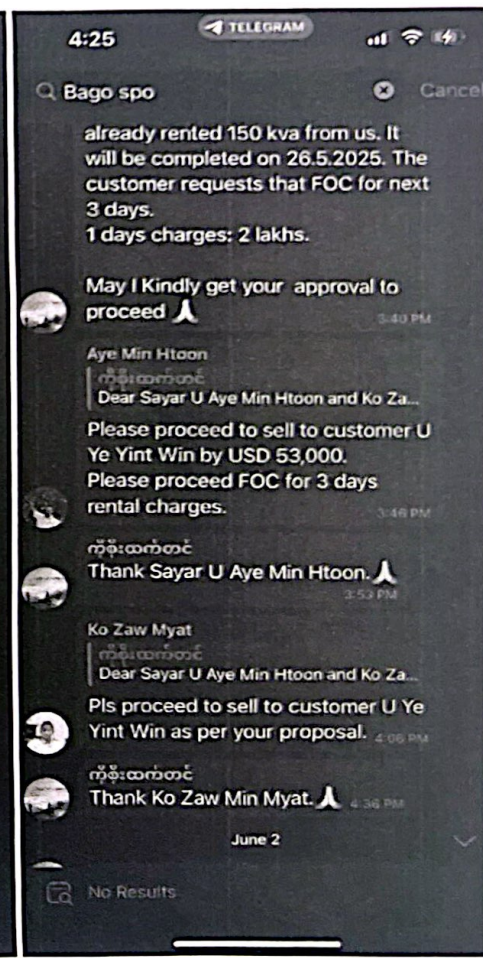 4:25
TELEGRAM
Bago spo
Cancel
already rented 150 kva from us. It
will be completed on 26.5.2025. The
customer requests that FOC for next
3 days.
1 days charges: 2 lakhs.
May I Kindly get your approval to
proceed
3:40 PM
Aye Min Htoon
ကိုစိုးထက်တင်
Dear Sayar U Aye Min Htoon and Ko Za...
Please proceed to sell to customer U
Ye Yint Win by USD 53,000.
Please proceed FOC for 3 days
rental charges.
3:46 PM
ကိုစိုးထက်တင်
Thank Sayar U Aye Min Htoon.
3:53 PM
Ko Zaw Myat
ကိုစိုးထက်တင်
Dear Sayar U Aye Min Htoon and Ko Za...
Pls proceed to sell to customer U Ye
Yint Win as per your proposal. 4:06 PM
ကိုစိုးထက်တင်
Thank Ko Zaw Min Myat. 4:36 PM
June 2
No Results